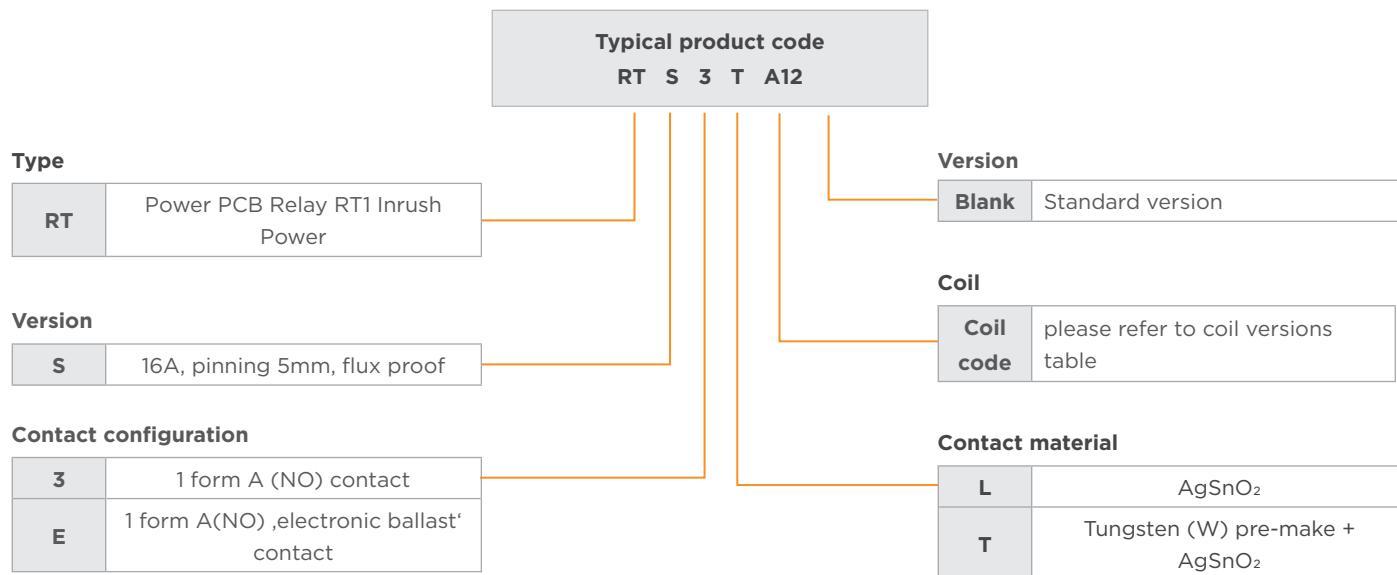 Typical product code
RT S 3 T A12
Type
RT
Power PCB Relay RT1 Inrush
Power
Version
S
16A, pinning 5mm, flux proof
Contact configuration
3
1 form A (NO) contact
E
1 form A(NO) ‚electronic ballast‘
contact
Version
Blank
Standard version
Coil
Coil
code
please refer to coil versions
table
Contact material
L
AgSnO₂
T
Tungsten (W) pre-make +
AgSnO₂